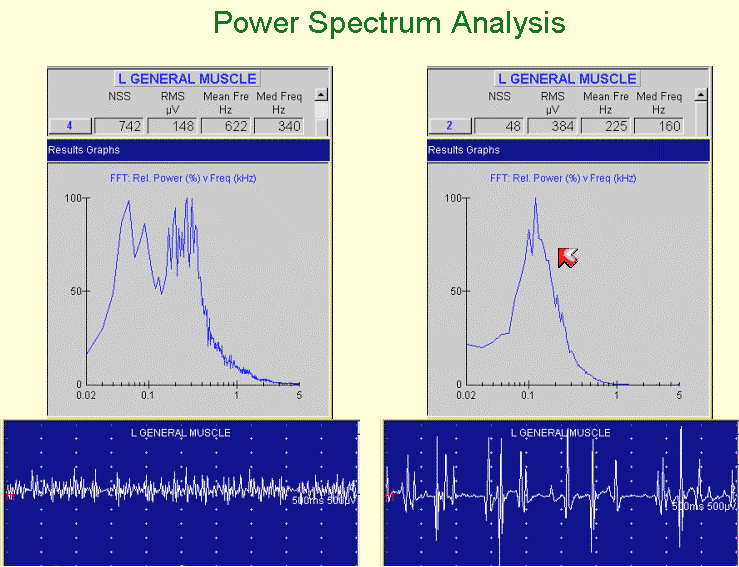 Power Spectrum Analysis
L GENERAL MUSCLE
NSS RMS Mean Fre Med Freq
µV Hz Hz
4 742 148 622 340
Results Graphs
FFT: Rel. Power (%) v Freq (kHz)
100
50
0
0.02 0.1 1 5
L GENERAL MUSCLE
500ms 500µV
L GENERAL MUSCLE
NSS RMS Mean Fre Med Freq
µV Hz Hz
2 48 384 225 160
Results Graphs
FFT: Rel. Power (%) v Freq (kHz)
100
50
0
0.02 0.1 1 5
L GENERAL MUSCLE
500ms 500µV